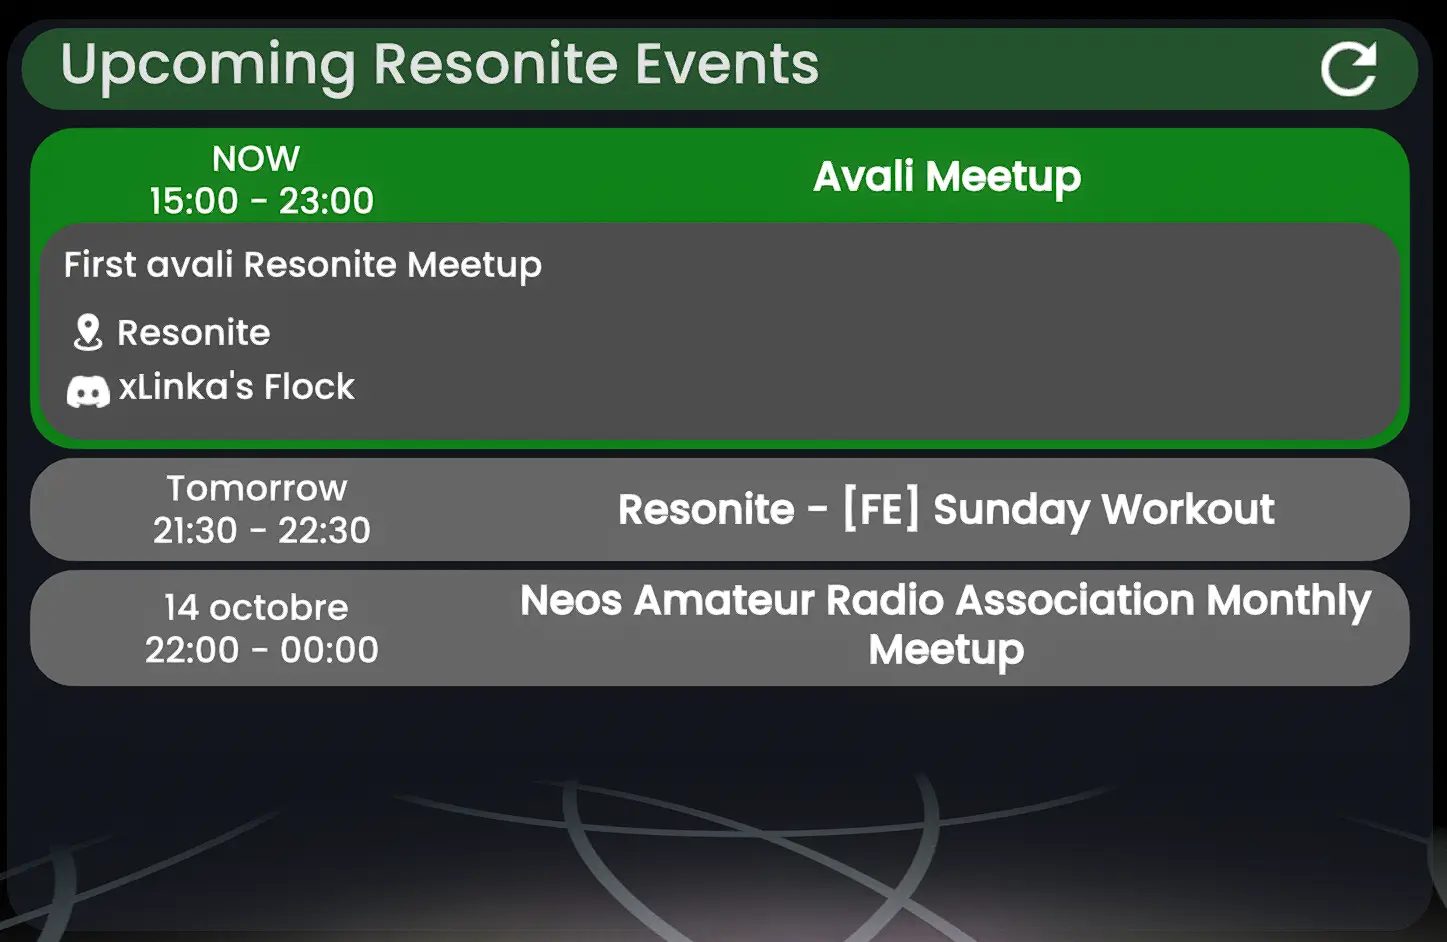 Upcoming Resonite Events
NOW
15:00 - 23:00
Avali Meetup
First avali Resonite Meetup
Resonite
xLinka's Flock
Tomorrow
21:30 - 22:30
Resonite - [FE] Sunday Workout
14 octobre
22:00 - 00:00
Neos Amateur Radio Association Monthly
Meetup